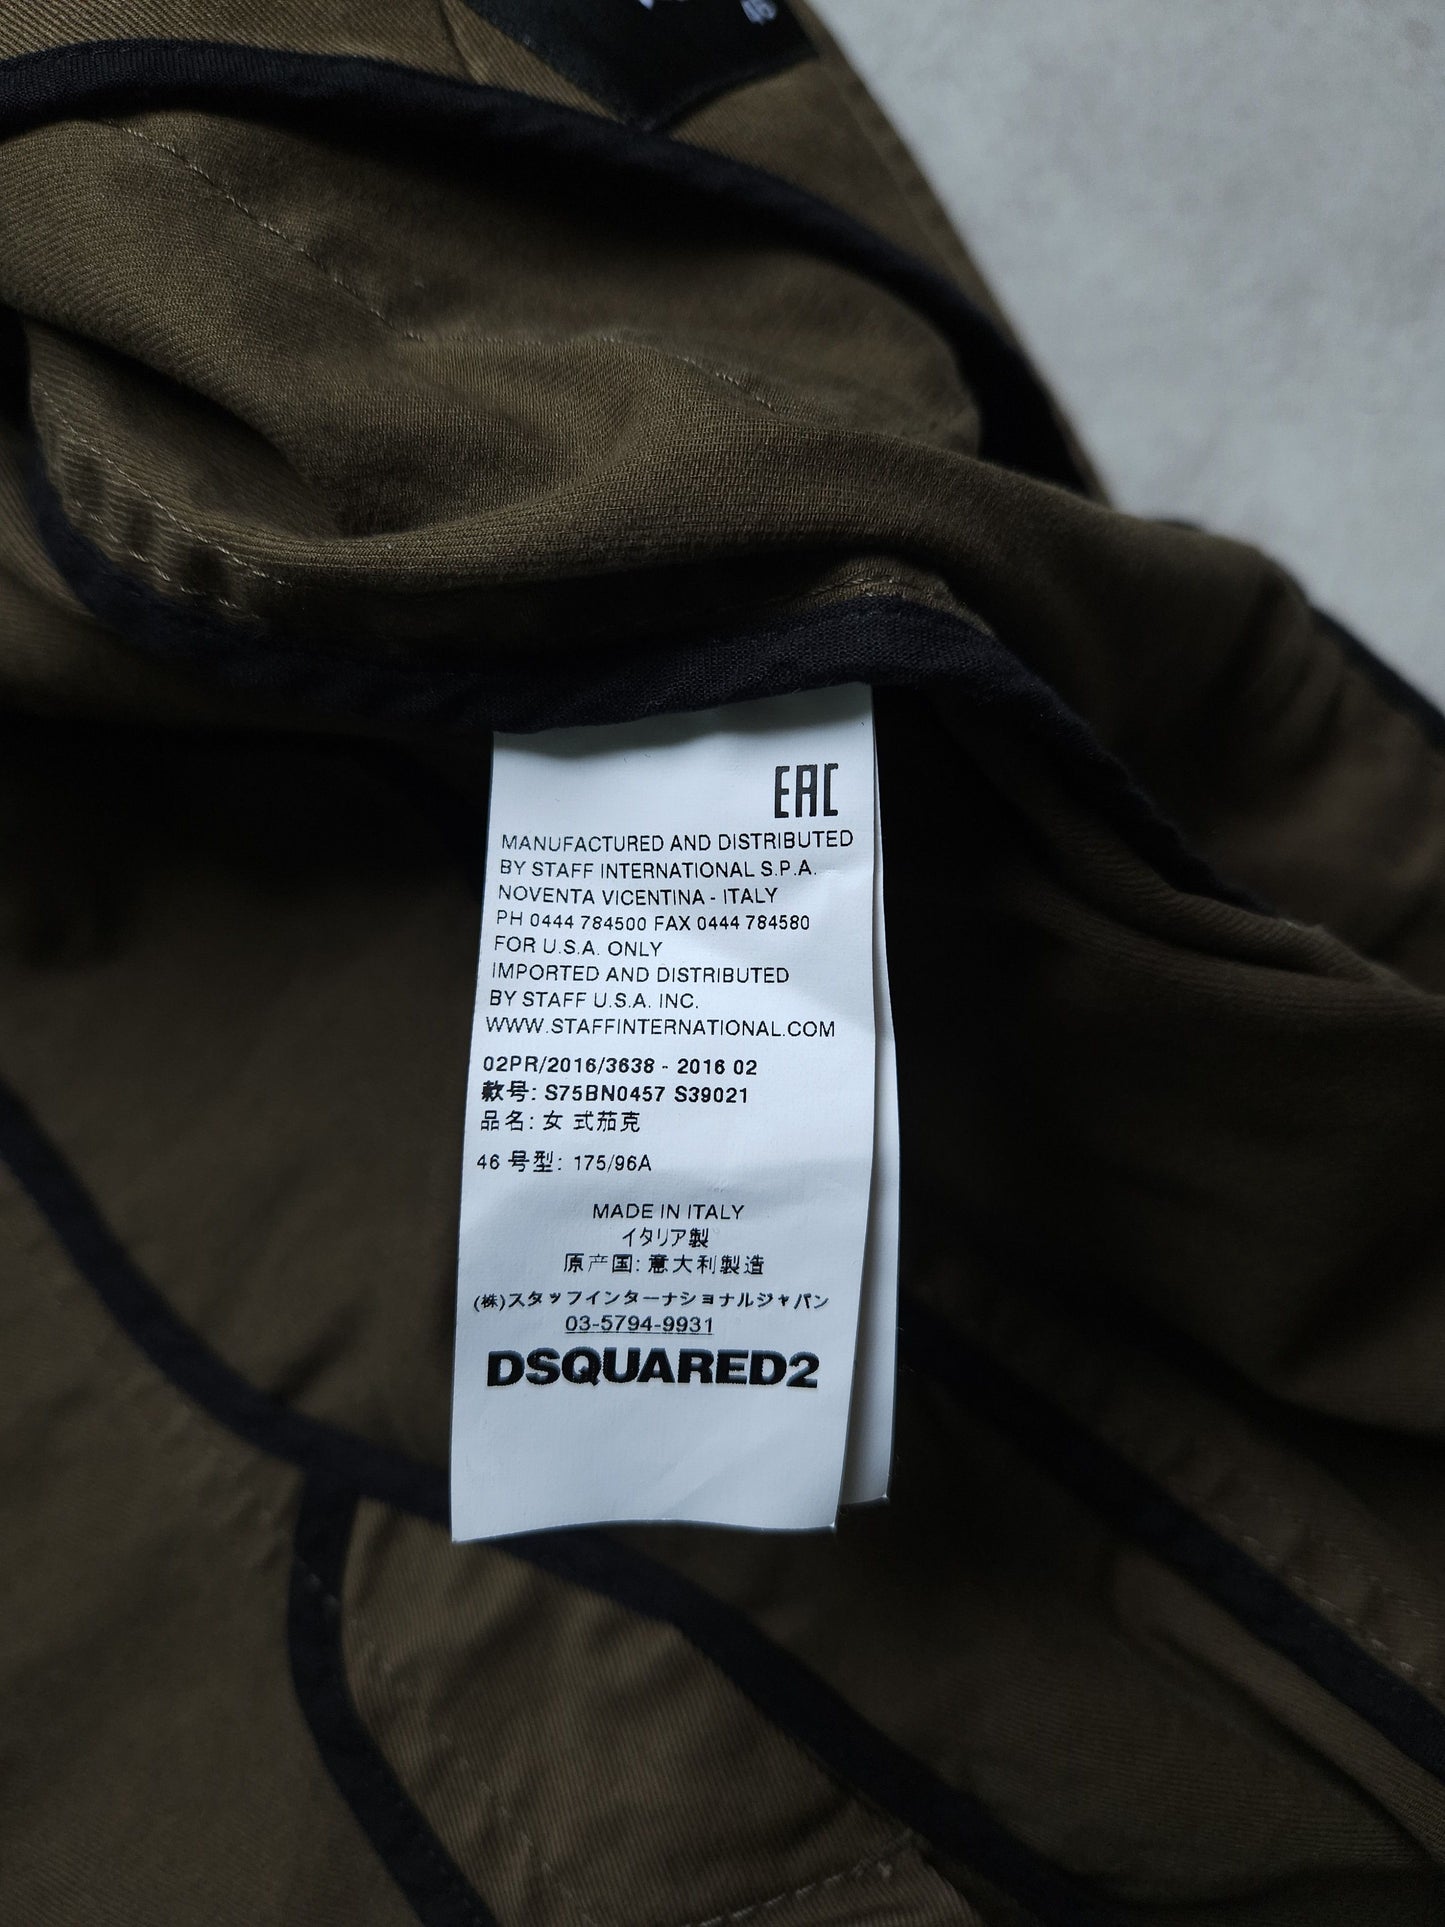 46
EAC
MANUFACTURED AND DISTRIBUTED
BY STAFF INTERNATIONAL S.P.A.
NOVENTA VICENTINA - ITALY
PH 0444 784500 FAX 0444 784580
FOR U.S.A. ONLY
IMPORTED AND DISTRIBUTED
BY STAFF U.S.A. INC.
WWW.STAFFINTERNATIONAL.COM
02PR/2016/3638 - 2016 02
款号: S75BN0457 S39021
品名: 女 式茄克
46 号型: 175/96A
MADE IN ITALY
イタリア製
原产国: 意大利製造
(株)スタッフインターナショナルジャパン
03-5794-9931
DSQUARED2